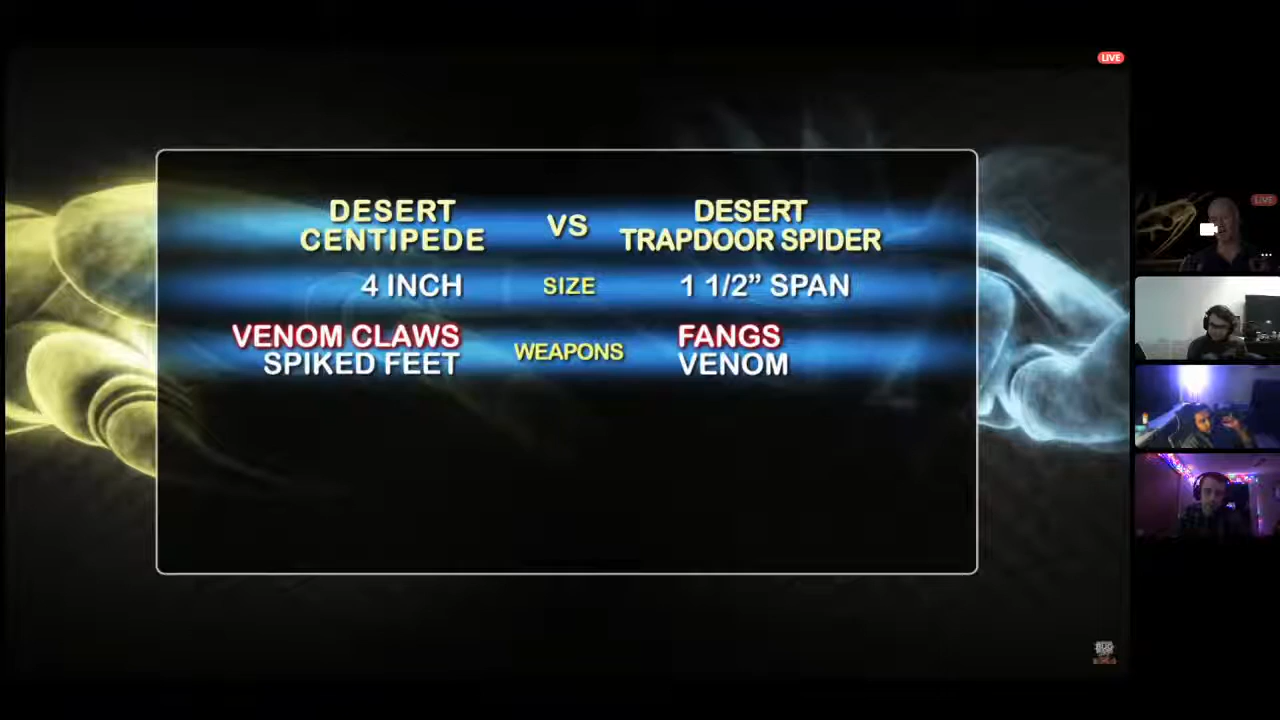 LIVE
DESERT
CENTIPEDE
VS
DESERT
TRAPDOOR SPIDER
4 INCH
SIZE
1 1/2” SPAN
VENOM CLAWS
SPIKED FEET
WEAPONS
FANGS
VENOM
LIVE